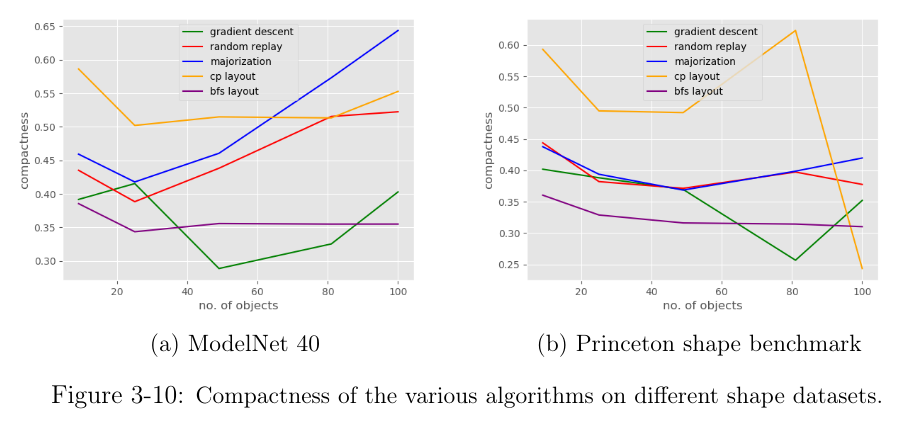 0.65
0.60
0.55
0.50
0.45
0.40
0.35
0.30
compactness
gradient descent
random replay
majorization
cp layout
bfs layout
20 40 60 80 100
no. of objects
(a) ModelNet 40
0.60
0.55
0.50
0.45
0.40
0.35
0.30
0.25
compactness
gradient descent
random replay
majorization
cp layout
bfs layout
20 40 60 80 100
no. of objects
(b) Princeton shape benchmark
Figure 3-10: Compactness of the various algorithms on different shape datasets.